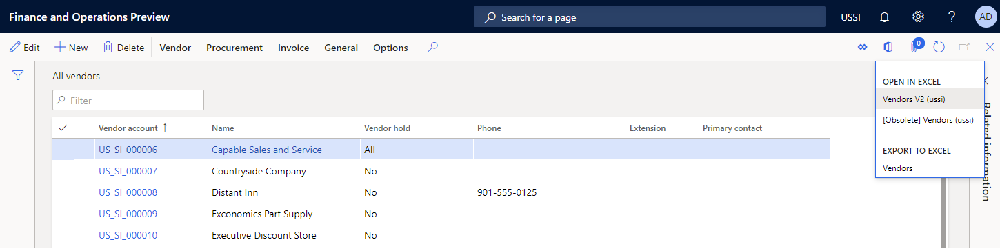 Finance and Operations Preview Search for a page USSI ? AD
Edit New Delete Vendor Procurement Invoice General Options 0
All vendors
Filter
Vendor account ↑ Name Vendor hold Phone Extension Primary contact
US_SI_000006 Capable Sales and Service All
US_SI_000007 Countryside Company No
US_SI_000008 Distant Inn No 901-555-0125
US_SI_000009 Exconomics Part Supply No
US_SI_000010 Executive Discount Store No
OPEN IN EXCEL
Vendors V2 (ussi)
[Obsolete] Vendors (ussi)
EXPORT TO EXCEL
Vendors
Related information